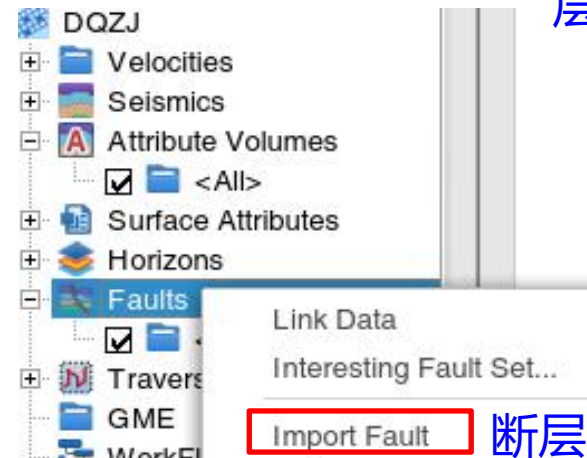 层
DQZJ
Velocities
Seismics
Attribute Volumes
<All>
Surface Attributes
Horizons
Faults
Link Data
Interesting Fault Set...
Travers
GME
Import Fault 断层
WorkFl